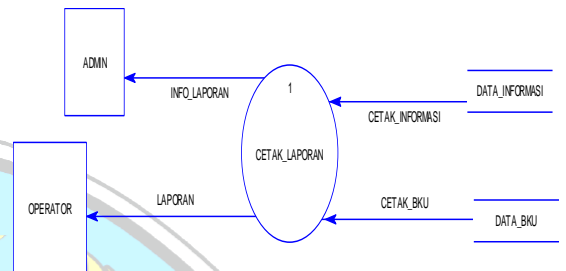 ADMIN
INFO_LAPORAN
1
DATA_INFORMASI
CETAK_INFORMASI
CETAK_LAPORAN
OPERATOR
LAPORAN
CETAK_BKU
DATA_BKU